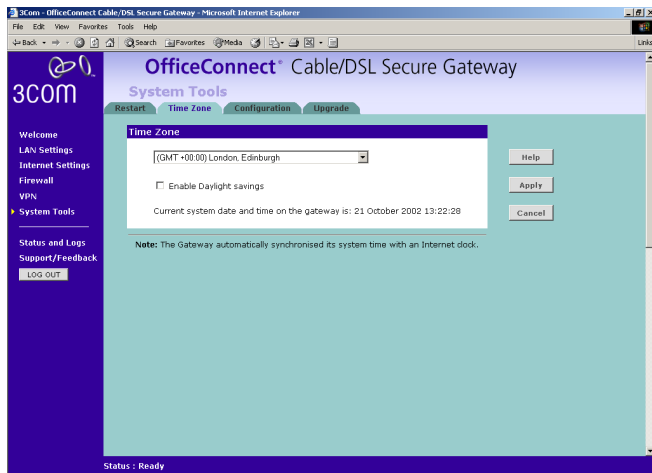 3Com - OfficeConnect Cable/DSL Secure Gateway - Microsoft Internet Explorer
File Edit View Favorites Tools Help
Back Search Favorites Media Links
3COM
OfficeConnect® Cable/DSL Secure Gateway
System Tools
Restart Time Zone Configuration Upgrade
Welcome
LAN Settings
Internet Settings
Firewall
VPN
System Tools
Status and Logs
Support/Feedback
LOG OUT
Time Zone
(GMT +00:00) London, Edinburgh
Enable Daylight savings
Current system date and time on the gateway is: 21 October 2002 13:22:28
Help
Apply
Cancel
Note: The Gateway automatically synchronised its system time with an Internet clock.
Status : Ready